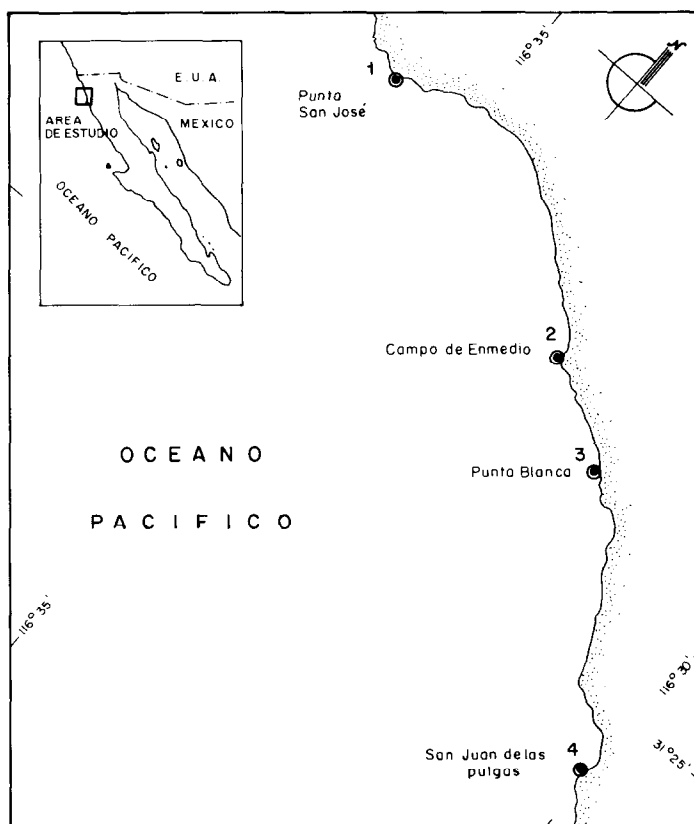 E.U.A.
MEXICO
AREA
DE ESTUDIO
OCEANO
PACIFICO
116° 35'
N
1
Punta
San José
2
Campo de Enmedio
3
Punta Blanca
OCEANO
PACIFICO
116° 35'
116° 30'
31° 25'
4
San Juan de las
pulgas